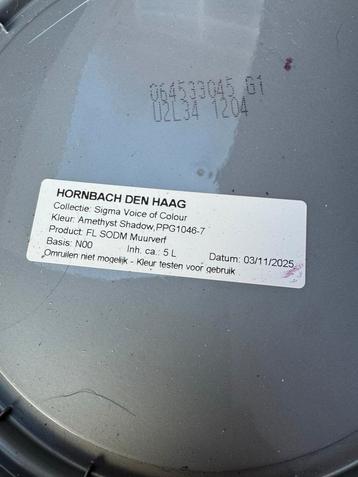 064533045 G1
02L34 1204
HORNBACH DEN HAAG
Collectie: Sigma Voice of Colour
Kleur: Amethyst Shadow,PPG1046-7
Product: FL SODM Muurverf
Basis: N00 Inh. ca.: 5 L Datum: 03/11/2025
Omruilen niet mogelijk - Kleur testen voor gebruik